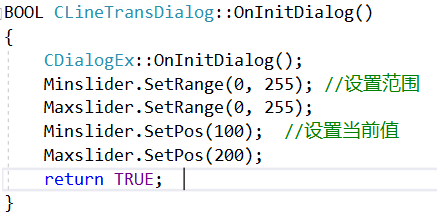 BOOL CLineTransDialog::OnInitDialog()
{
CDialogEx::OnInitDialog();
Minslider.SetRange(0, 255); //设置范围
Maxslider.SetRange(0, 255);
Minslider.SetPos(100);  //设置当前值
Maxslider.SetPos(200);
return TRUE;
}